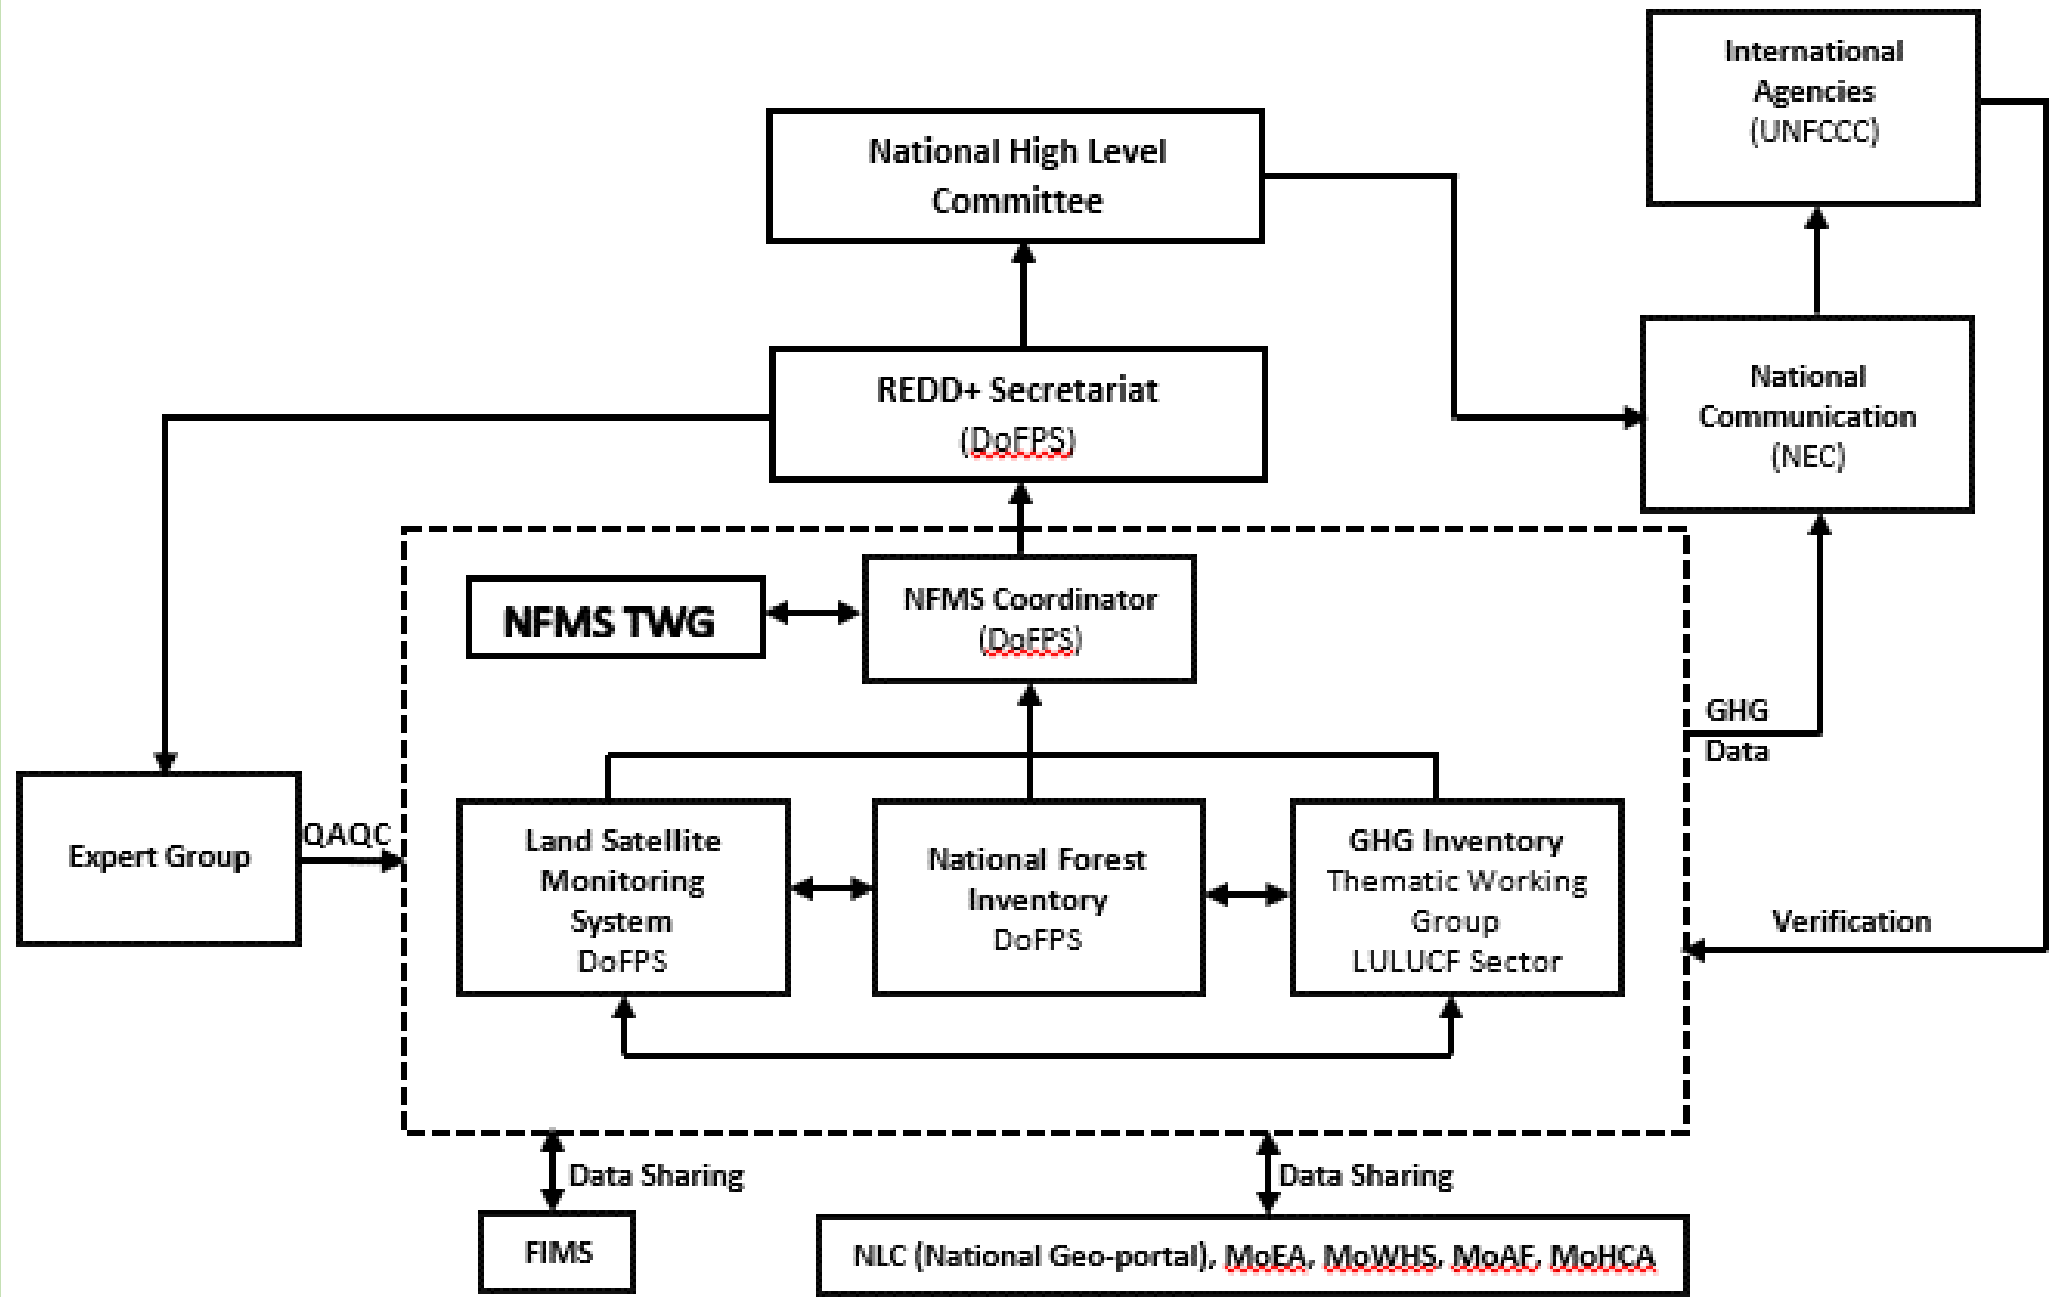 International
Agencies
(UNFCCC)
National High Level
Committee
REDD+ Secretariat
(DoFPS)
National
Communication
(NEC)
NFMS TWG
NFMS Coordinator
(DoFPS)
GHG
Data
Expert Group
QAQC
Land Satellite
Monitoring
System
DoFPS
National Forest
Inventory
DoFPS
GHG Inventory
Thematic Working
Group
LULUCF Sector
Verification
Data Sharing
Data Sharing
FIMS
NLC (National Geo-portal), MoEA, MoWHS, MoAF, MoHCA